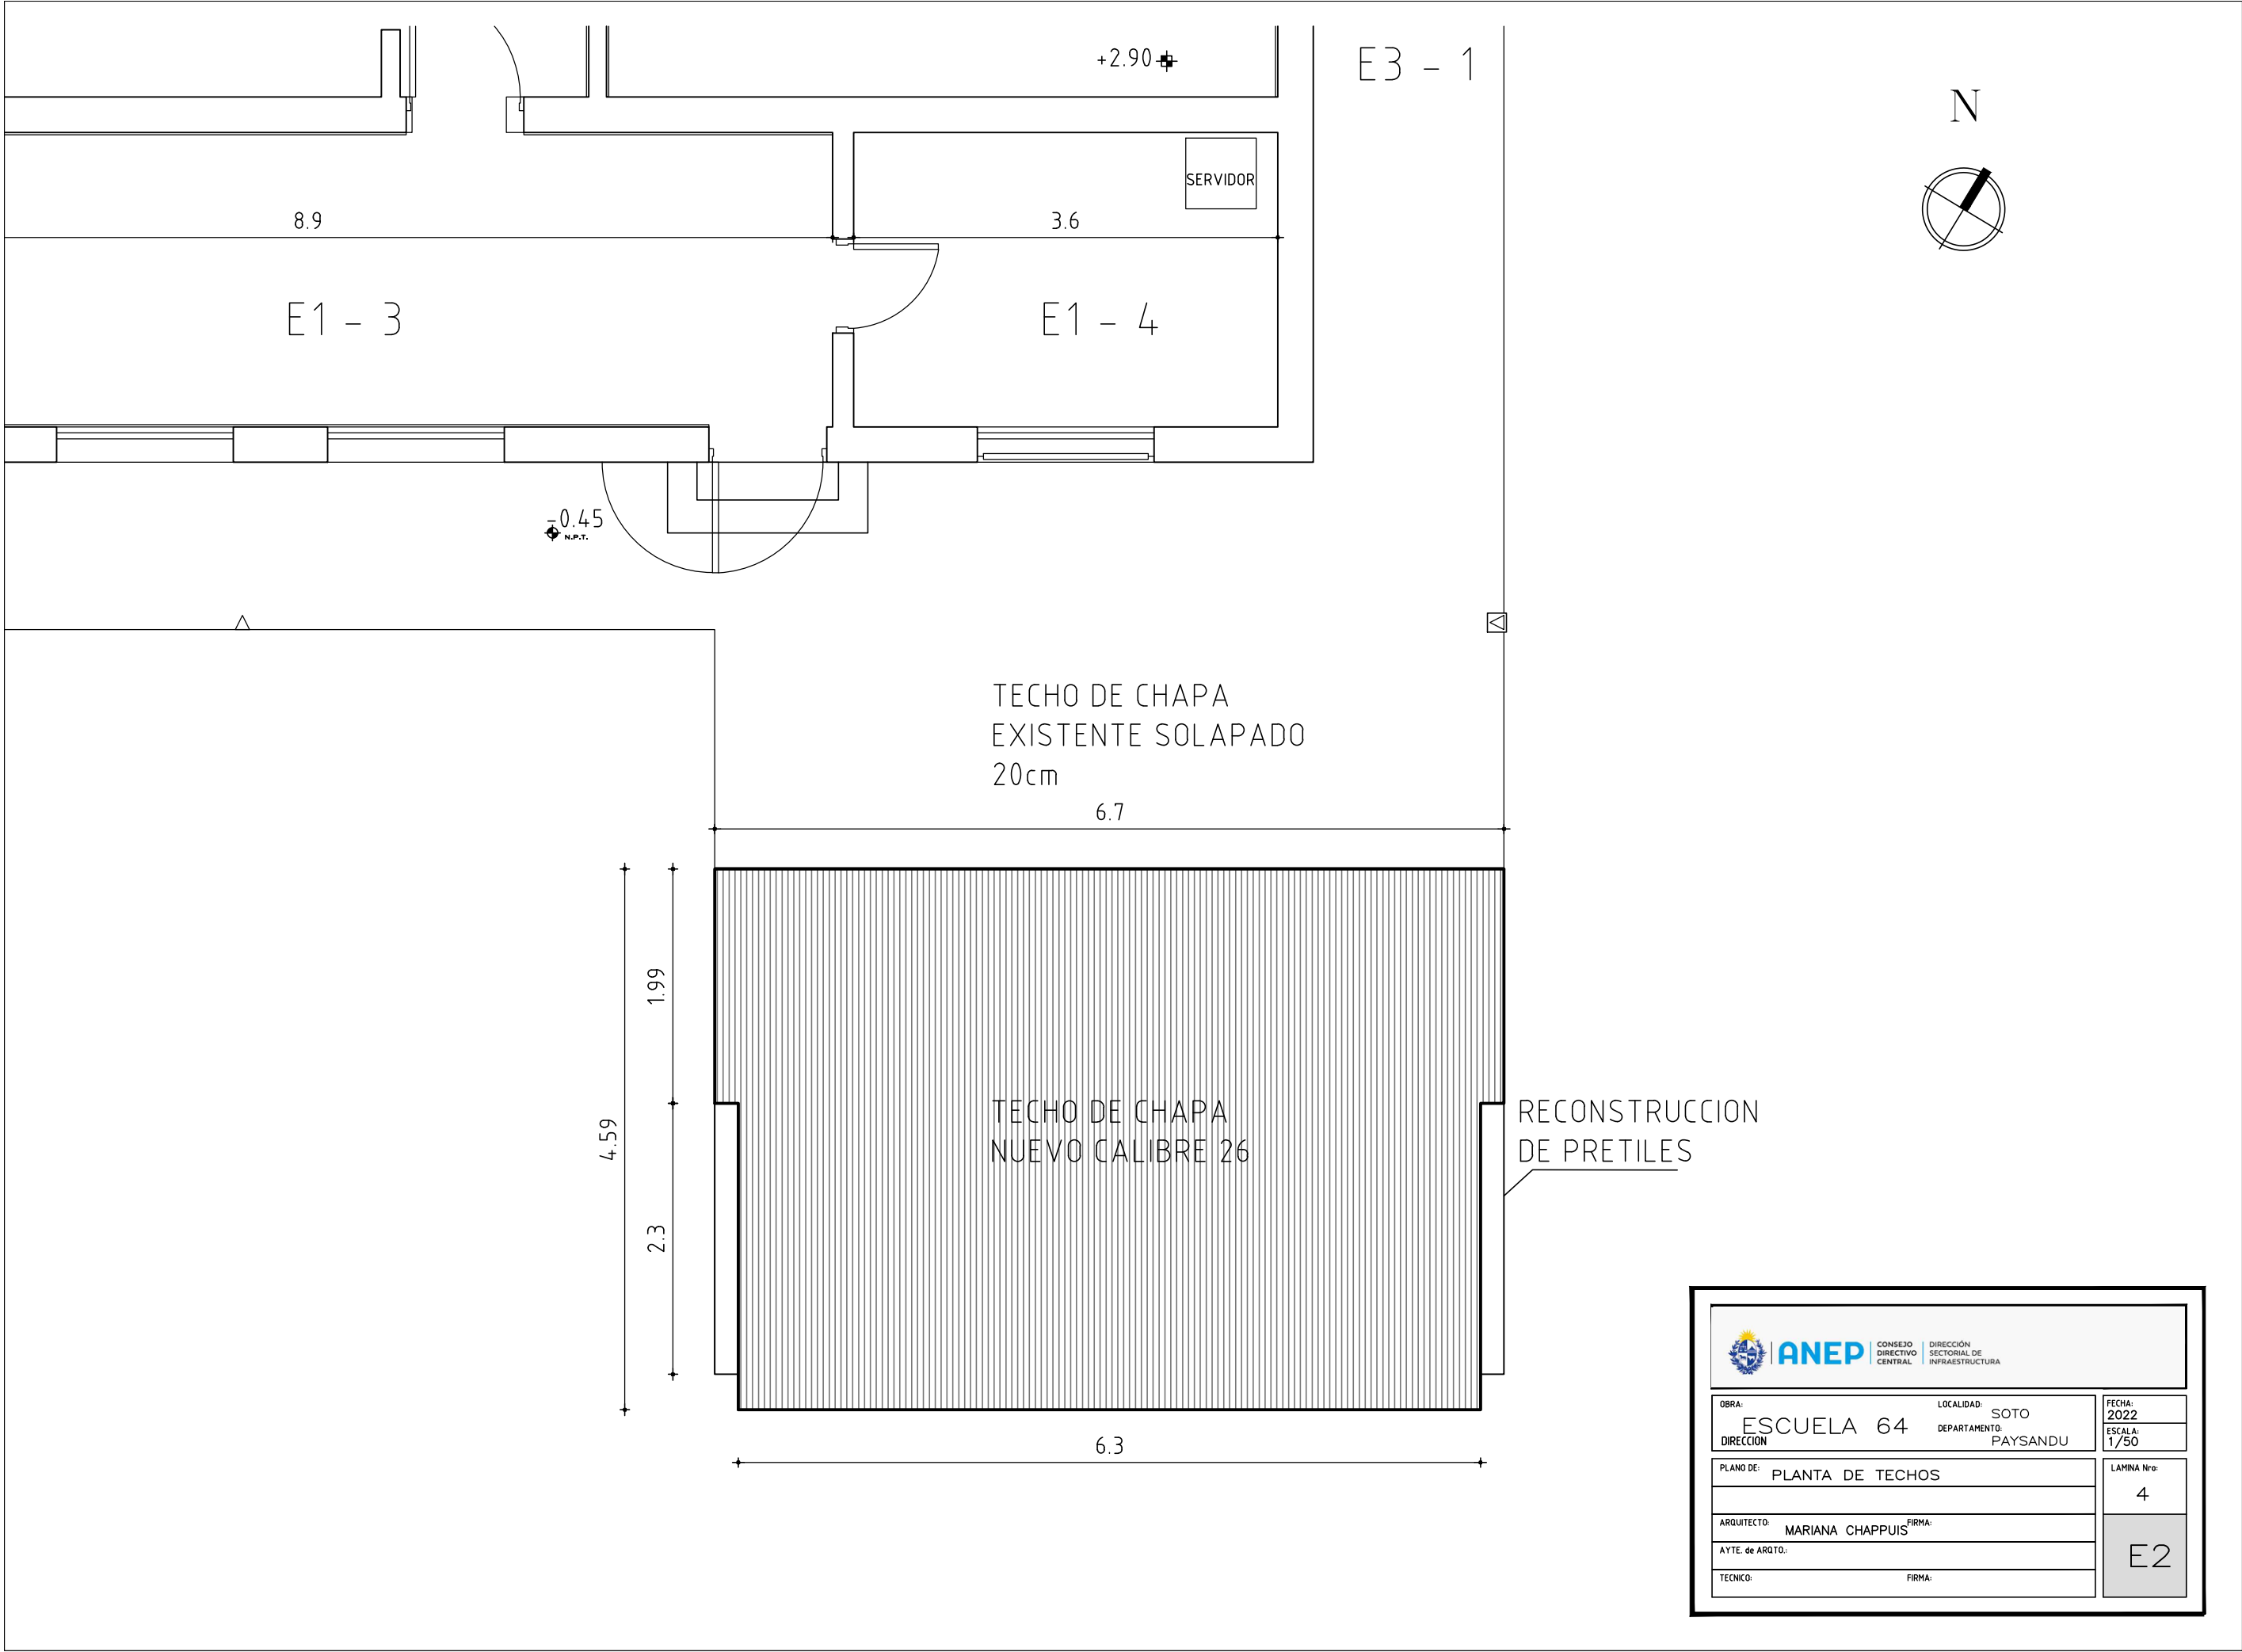 +2.90
E3 - 1
N
SERVIDOR
8.9
3.6
E1 - 3
E1 - 4
-0.45
N.P.T.
TECHO DE CHAPA
EXISTENTE SOLAPADO
20cm
6.7
1.99
4.59
2.3
TECHO DE CHAPA
NUEVO CALIBRE 26
RECONSTRUCCION
DE PRETILES
6.3
ANEP
CONSEJO
DIRECTIVO
CENTRAL
DIRECCIÓN
SECTORIAL DE
INFRAESTRUCTURA
OBRA:
ESCUELA 64
DIRECCION
LOCALIDAD:
SOTO
DEPARTAMENTO:
PAYSANDU
FECHA:
2022
ESCALA:
1/50
PLANO DE: PLANTA DE TECHOS
LAMINA Nro:
4
ARQUITECTO: MARIANA CHAPPUIS FIRMA:
AYTE. de ARQTO.:
E2
TECNICO: FIRMA: